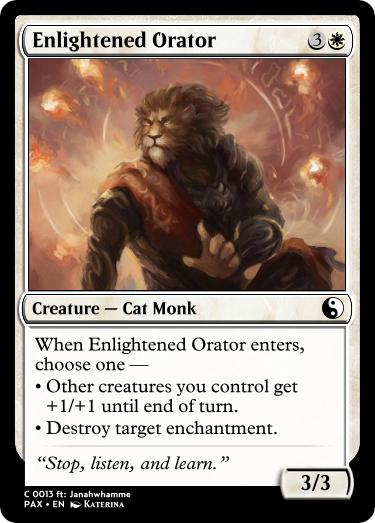 Enlightened Orator 3
Creature — Cat Monk
When Enlightened Orator enters,
choose one —
• Other creatures you control get
+1/+1 until end of turn.
• Destroy target enchantment.
“Stop, listen, and learn.”
3/3
C 0013 ft: Janahwhamme
PAX • EN Katerina